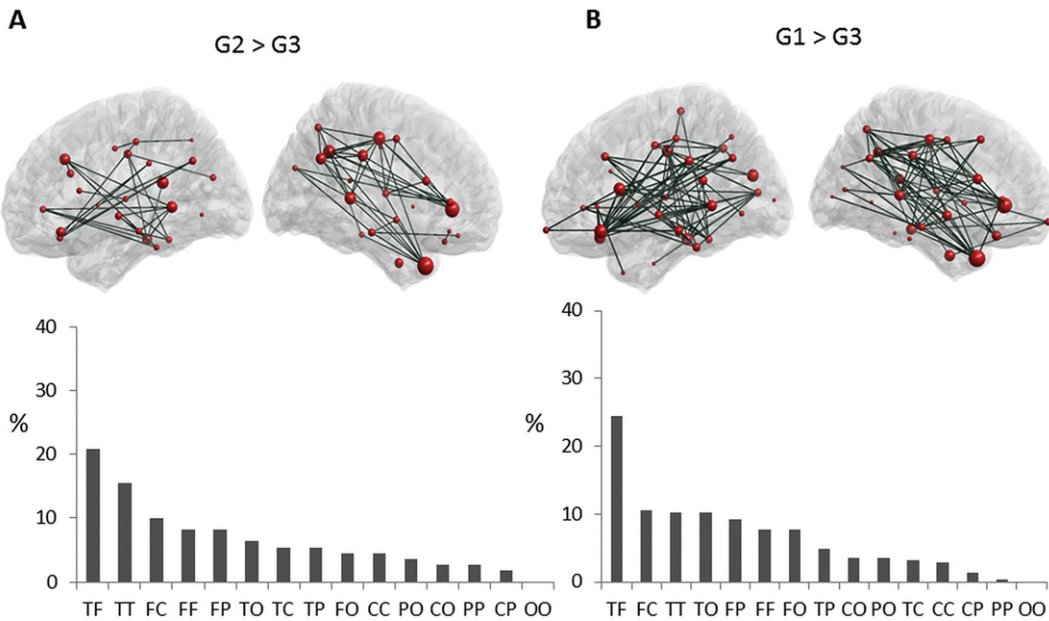 A
G2 > G3
40
30
%
20
10
0
TF TT FC FF FP TO TC TP FO CC PO CO PP CP OO
B
G1 > G3
40
30
%
20
10
0
TF FC TT TO FP FF FO TP CO PO TC CC CP PP OO